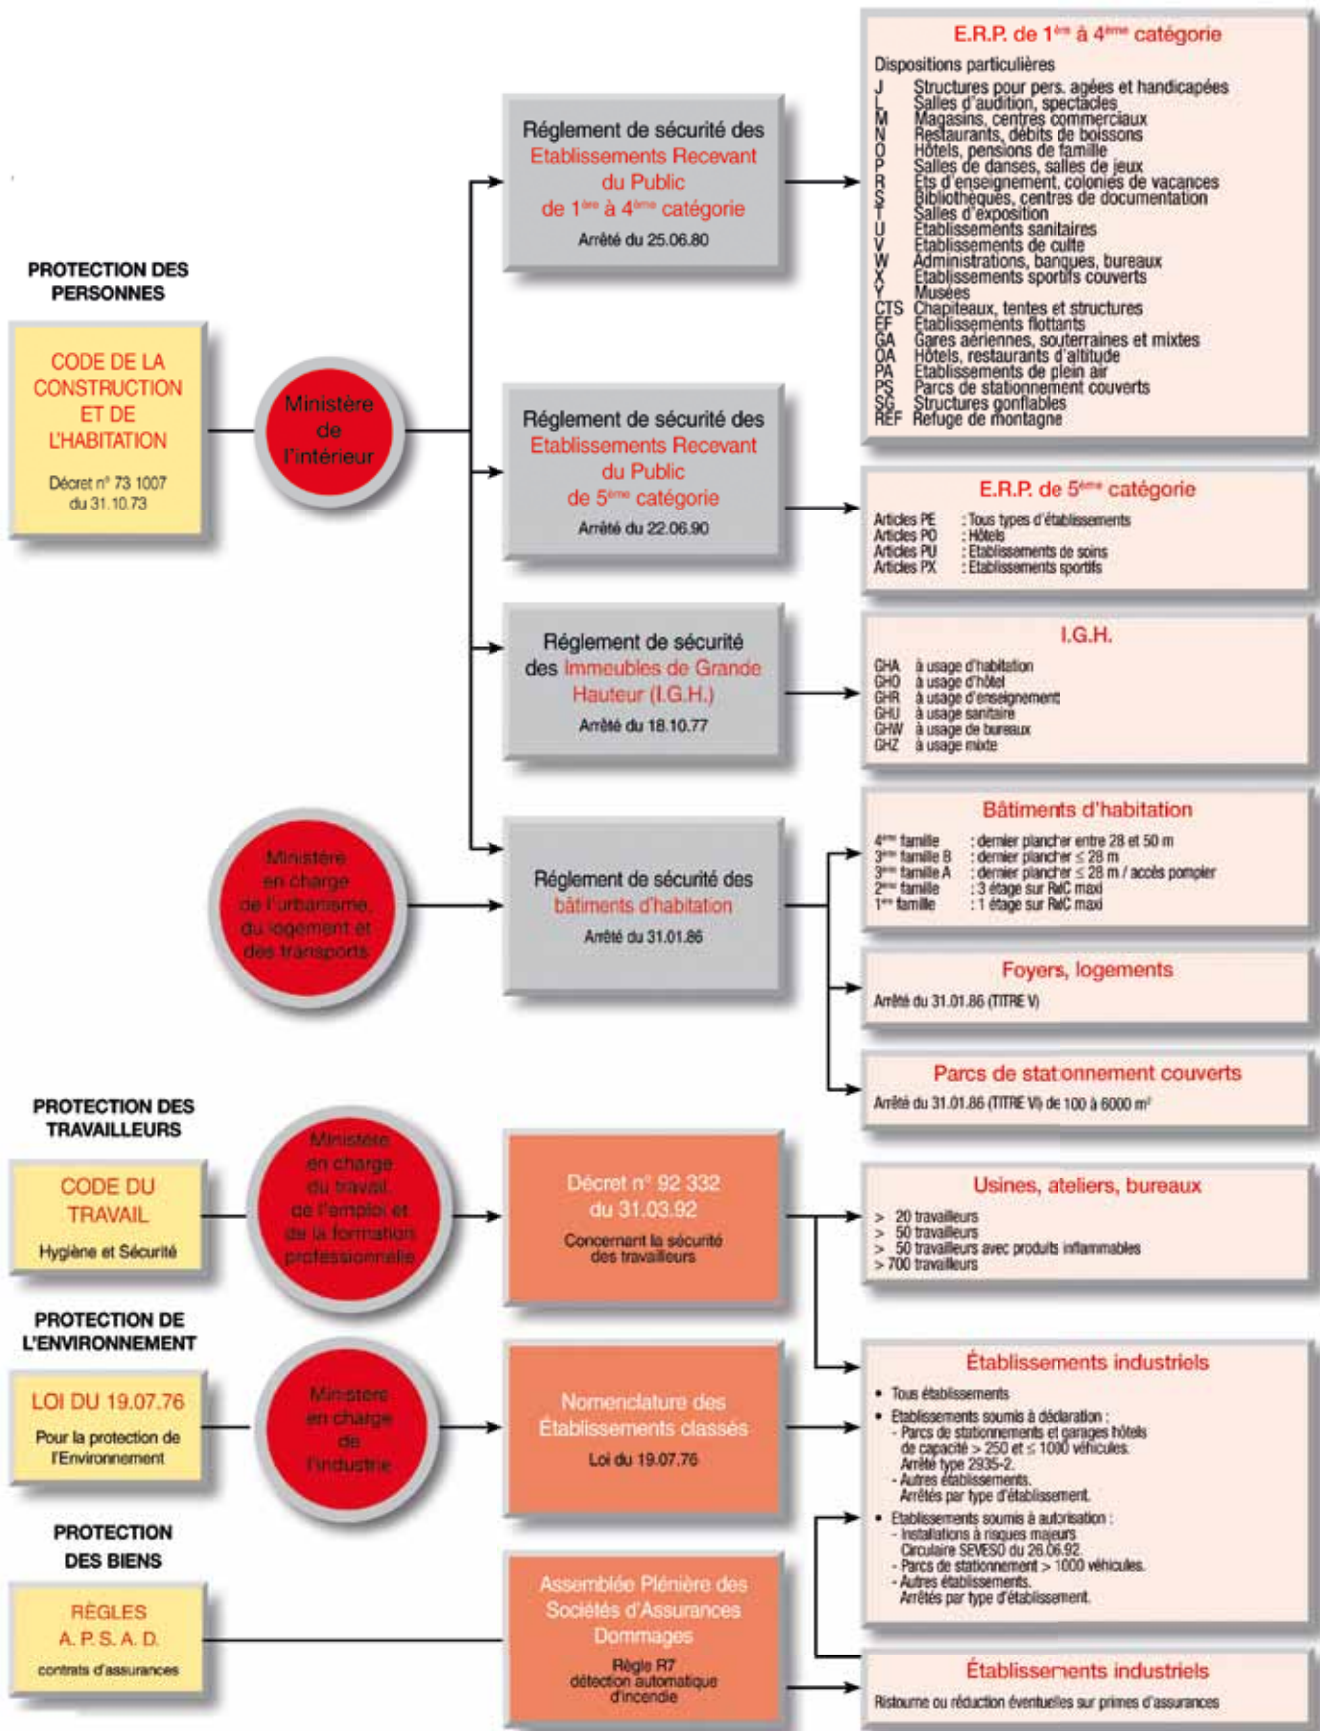 PROTECTION DES
PERSONNES
CODE DE LA
CONSTRUCTION
ET DE
L'HABITATION
Décret n° 73 1007
du 31.10.73
Ministère
de
l'intérieur
Réglement de sécurité des
Etablissements Recevant
du Public
de 1ère à 4ème catégorie
Arrêté du 25.06.80
E.R.P. de 1ère à 4ème catégorie
Dispositions particulières
J Structures pour pers. agées et handicapées
L Salles d'audition, spectacles
M Magasins, centres commerciaux
N Restaurants, débits de boissons
O Hôtels, pensions de famille
P Salles de danses, salles de jeux
R Ets d'enseignement, colonies de vacances
S Bibliothèques, centres de documentation
T Salles d'exposition
U Etablissements sanitaires
V Etablissements de culte
W Administrations, banques, bureaux
X Etablissements sportifs couverts
Y Musées
CTS Chapiteaux, tentes et structures
EF Etablissements flottants
GA Gares aériennes, souterraines et mixtes
OA Hôtels, restaurants d'altitude
PA Etablissements de plein air
PS Parcs de stationnement couverts
SG Structures gonflables
REF Refuge de montagne
Réglement de sécurité des
Etablissements Recevant
du Public
de 5ème catégorie
Arrêté du 22.06.90
E.R.P. de 5ème catégorie
Articles PE : Tous types d'établissements
Articles PO : Hôtels
Articles PU : Etablissements de soins
Articles PX : Etablissements sportifs
Réglement de sécurité
des Immeubles de Grande
Hauteur (I.G.H.)
Arrêté du 18.10.77
I.G.H.
GHA à usage d'habitation
GHO à usage d'hôtel
GHR à usage d'enseignement
GHU à usage sanitaire
GHW à usage de bureaux
GHZ à usage mixte
Ministère
en charge
de l'urbanisme,
du logement et
des transports
Réglement de sécurité des
bâtiments d'habitation
Arrêté du 31.01.86
Bâtiments d'habitation
4ème famille : dernier plancher entre 28 et 50 m
3ème famille B : dernier plancher ≤ 28 m
3ème famille A : dernier plancher ≤ 28 m / accès pompier
2ème famille : 3 étage sur RdC maxi
1ère famille : 1 étage sur RdC maxi
Foyers, logements
Arrêté du 31.01.86 (TITRE V)
Parcs de stationnement couverts
Arrêté du 31.01.86 (TITRE VI) de 100 à 6000 m²
PROTECTION DES
TRAVAILLEURS
CODE DU
TRAVAIL
Hygiène et Sécurité
Ministère
en charge
du travail,
de l'emploi et
de la formation
professionnelle
Décret n° 92 332
du 31.03.92
Concernant la sécurité
des travailleurs
Usines, ateliers, bureaux
> 20 travailleurs
> 50 travailleurs
> 50 travailleurs avec produits inflammables
> 700 travailleurs
PROTECTION DE
L'ENVIRONNEMENT
LOI DU 19.07.76
Pour la protection de
l'Environnement
Ministère
en charge
de
l'industrie
Nomenclature des
Établissements classés
Loi du 19.07.76
Établissements industriels
• Tous établissements
• Etablissements soumis à déclaration :
- Parcs de stationnements et garages hôtels
de capacité > 250 et ≤ 1000 véhicules.
Arrêté type 2935-2.
- Autres établissements.
Arrêtés par type d'établissement.
• Etablissements soumis à autorisation :
- Installations à risques majeurs
Circulaire SEVESO du 26.06.92.
- Parcs de stationnement > 1000 véhicules.
- Autres établissements.
Arrêtés par type d'établissement.
PROTECTION
DES BIENS
RÈGLES
A. P. S. A. D.
contrats d'assurances
Assemblée Plénière des
Sociétés d'Assurances
Dommages
Règle R7
détection automatique
d'incendie
Établissements industriels
Ristourne ou réduction éventuelles sur primes d'assurances